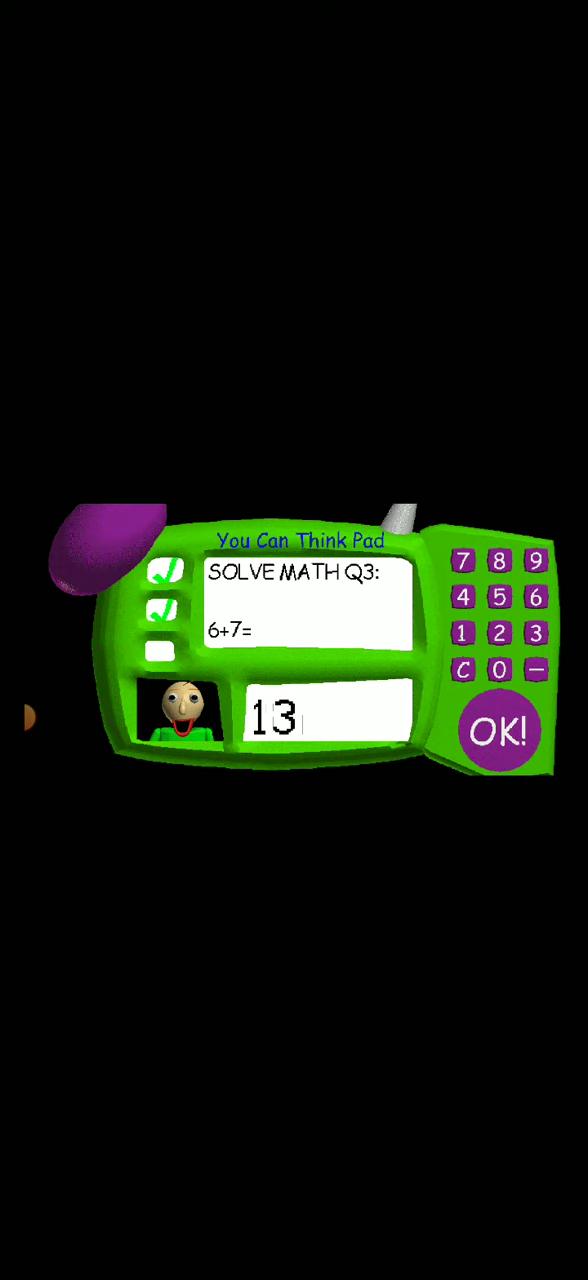 You Can Think Pad
SOLVE MATH Q3:
6+7=
13
7 8 9
4 5 6
1 2 3
C 0 −
OK!